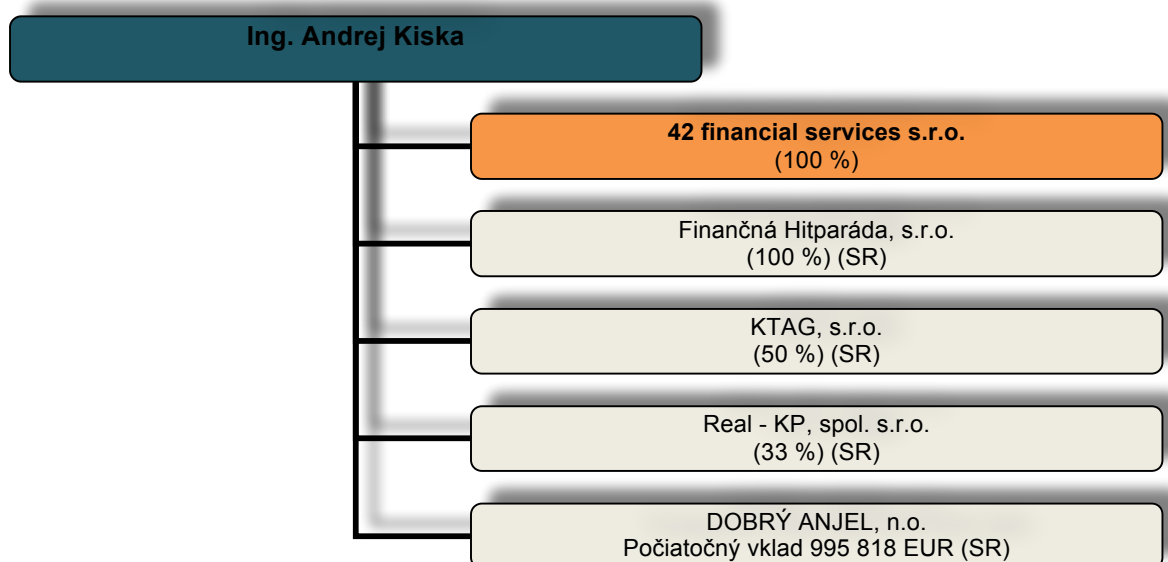 Ing. Andrej Kiska
42 financial services s.r.o.
(100 %)
Finančná Hitparáda, s.r.o.
(100 %) (SR)
KTAG, s.r.o.
(50 %) (SR)
Real - KP, spol. s.r.o.
(33 %) (SR)
DOBRÝ ANJEL, n.o.
Počiatočný vklad 995 818 EUR (SR)